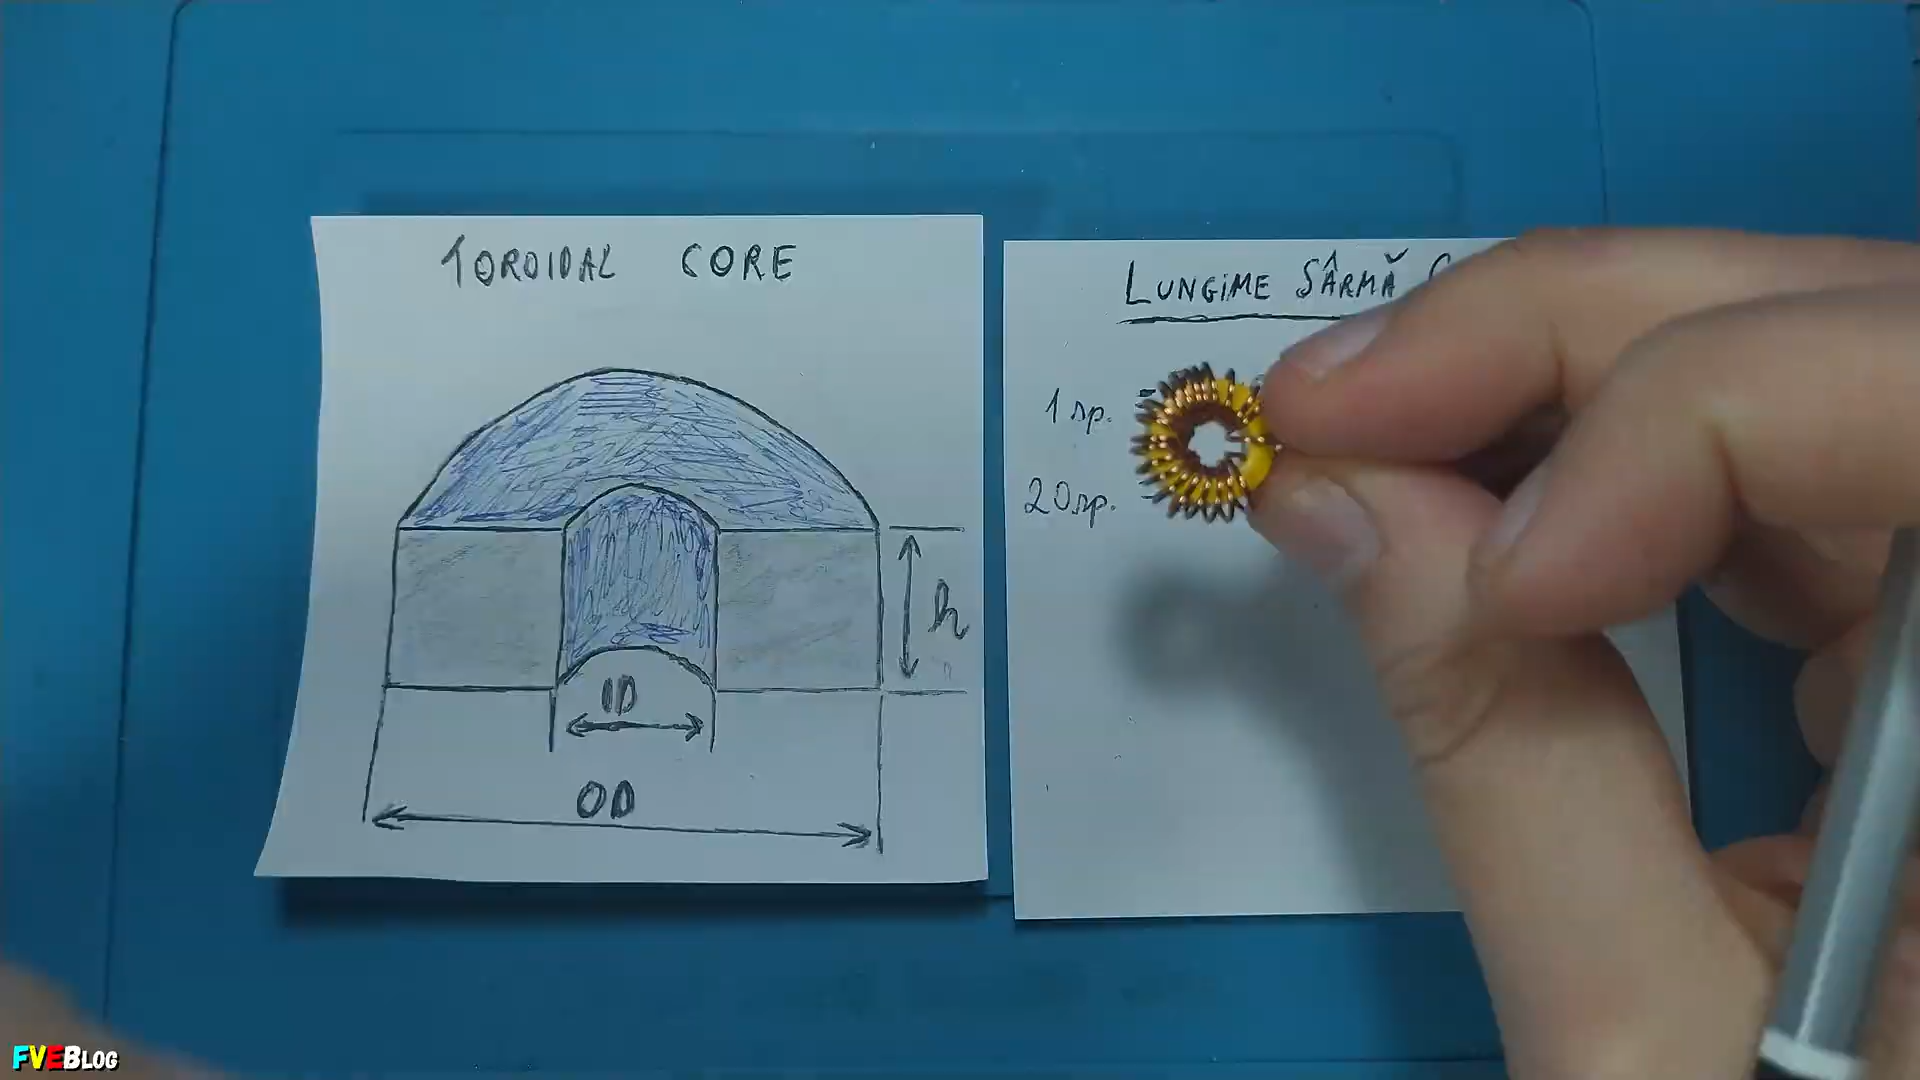 TOROIDAL CORE
h
ID
OD
LUNGIME SÂRMĂ
1 sp.
20 sp.
FVEBLOG